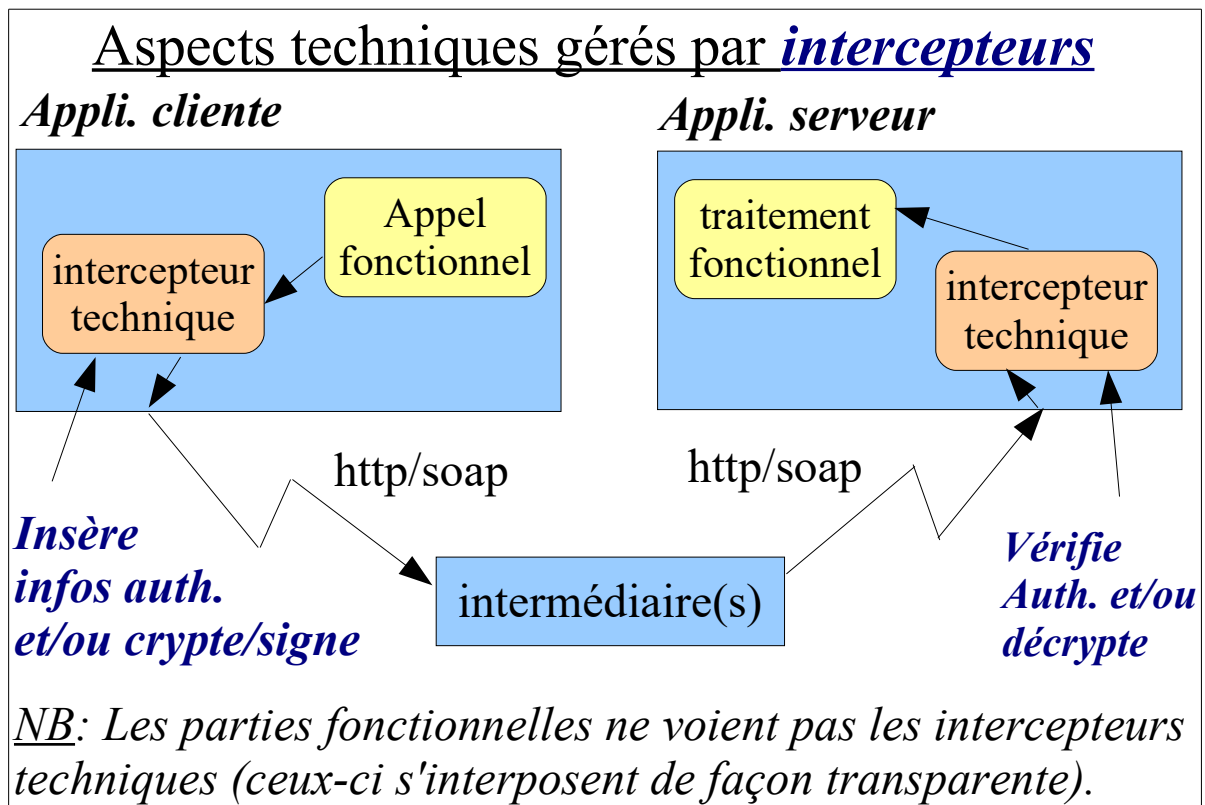 Aspects techniques gérés par intercepteurs
Appli. cliente
Appli. serveur
Appel
fonctionnel
intercepteur
technique
traitement
fonctionnel
intercepteur
technique
http/soap
http/soap
Insère
infos auth.
et/ou crypte/signe
intermédiaire(s)
Vérifie
Auth. et/ou
décrypte
NB: Les parties fonctionnelles ne voient pas les intercepteurs
techniques (ceux-ci s'interposent de façon transparente).